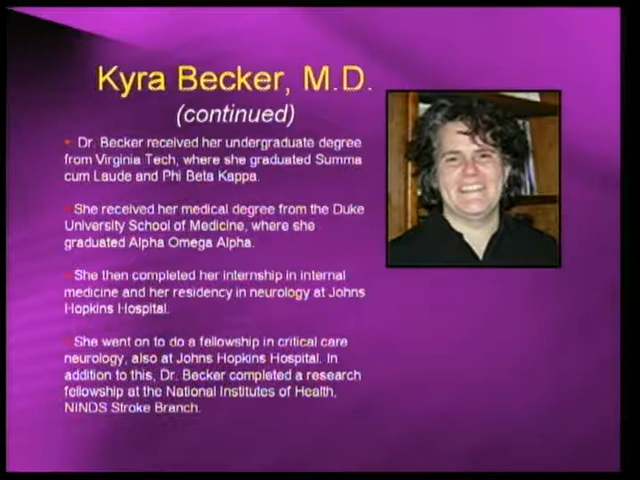 Kyra Becker, M.D.
(continued)
• Dr. Becker received her undergraduate degree
from Virginia Tech, where she graduated Summa
cum Laude and Phi Beta Kappa.
• She received her medical degree from the Duke
University School of Medicine, where she
graduated Alpha Omega Alpha.
• She then completed her internship in internal
medicine and her residency in neurology at Johns
Hopkins Hospital.
• She went on to do a fellowship in critical care
neurology, also at Johns Hopkins Hospital. In
addition to this, Dr. Becker completed a research
fellowship at the National Institutes of Health,
NINDS Stroke Branch.